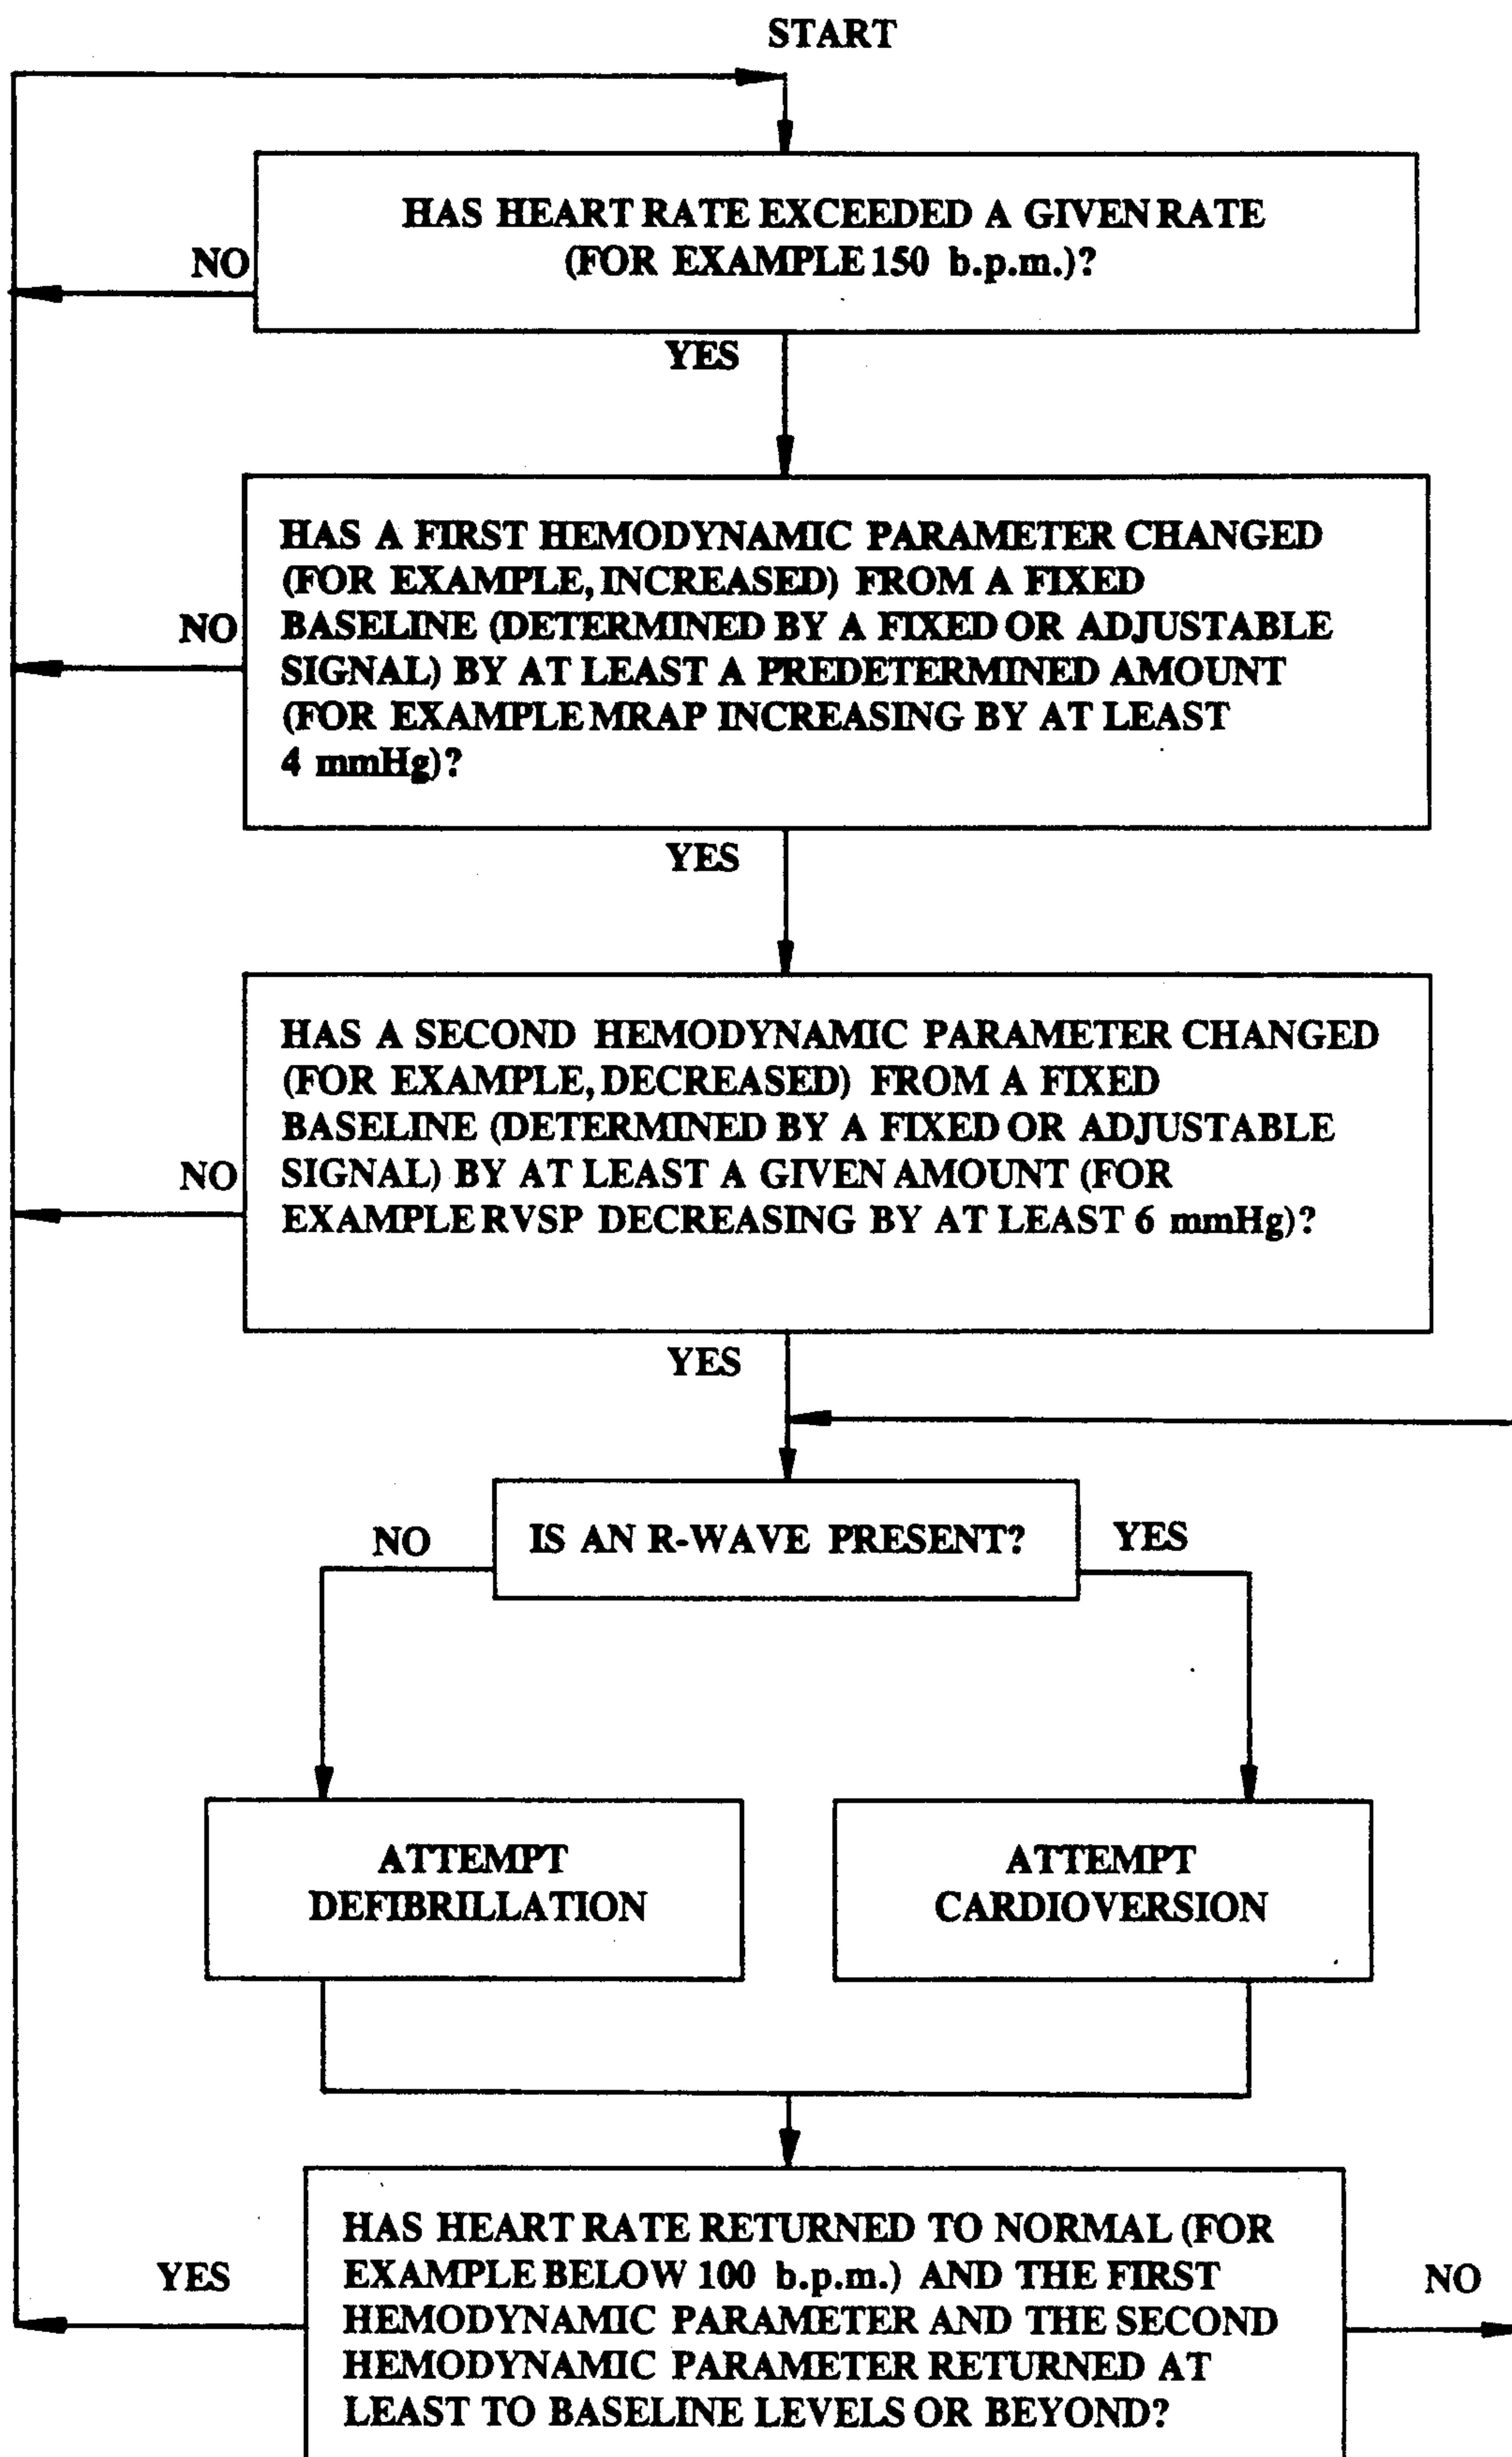 START
HAS HEART RATE EXCEEDED A GIVEN RATE
(FOR EXAMPLE 150 b.p.m.)?
NO
YES
HAS A FIRST HEMODYNAMIC PARAMETER CHANGED
(FOR EXAMPLE, INCREASED) FROM A FIXED
BASELINE (DETERMINED BY A FIXED OR ADJUSTABLE
SIGNAL) BY AT LEAST A PREDETERMINED AMOUNT
(FOR EXAMPLE MRAP INCREASING BY AT LEAST
4 mmHg)?
NO
YES
HAS A SECOND HEMODYNAMIC PARAMETER CHANGED
(FOR EXAMPLE, DECREASED) FROM A FIXED
BASELINE (DETERMINED BY A FIXED OR ADJUSTABLE
SIGNAL) BY AT LEAST A GIVEN AMOUNT (FOR
EXAMPLE RVSP DECREASING BY AT LEAST 6 mmHg)?
NO
YES
IS AN R-WAVE PRESENT?
NO
YES
ATTEMPT
DEFIBRILLATION
ATTEMPT
CARDIOVERSION
HAS HEART RATE RETURNED TO NORMAL (FOR
EXAMPLE BELOW 100 b.p.m.) AND THE FIRST
HEMODYNAMIC PARAMETER AND THE SECOND
HEMODYNAMIC PARAMETER RETURNED AT
LEAST TO BASELINE LEVELS OR BEYOND?
YES
NO